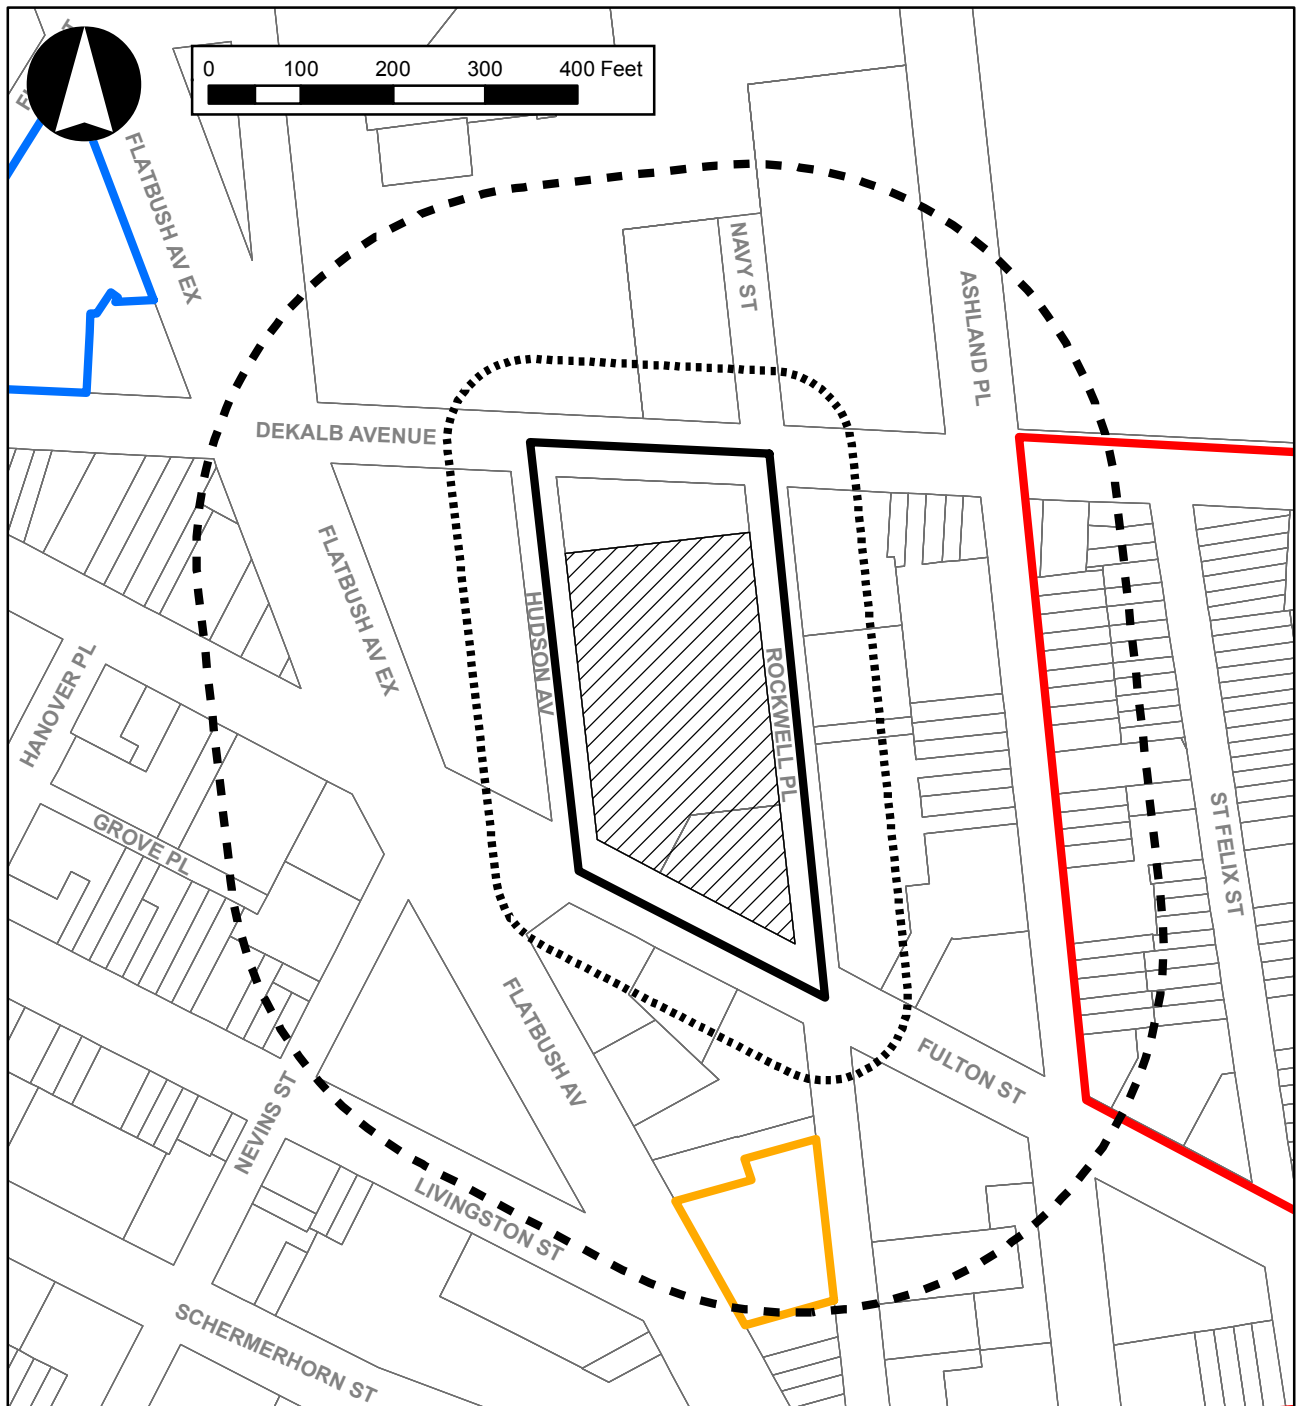 0 100 200 300 400 Feet
FLATBUSH AV EX
NAVY ST
ASHLAND PL
DEKALB AVENUE
FLATBUSH AV EX
HUDSON AV
ROCKWELL PL
HANOVER PL
GROVE PL
ST FELIX ST
FLATBUSH AV
FULTON ST
NEVINS ST
LIVINGSTON ST
SCHERMERHORN ST